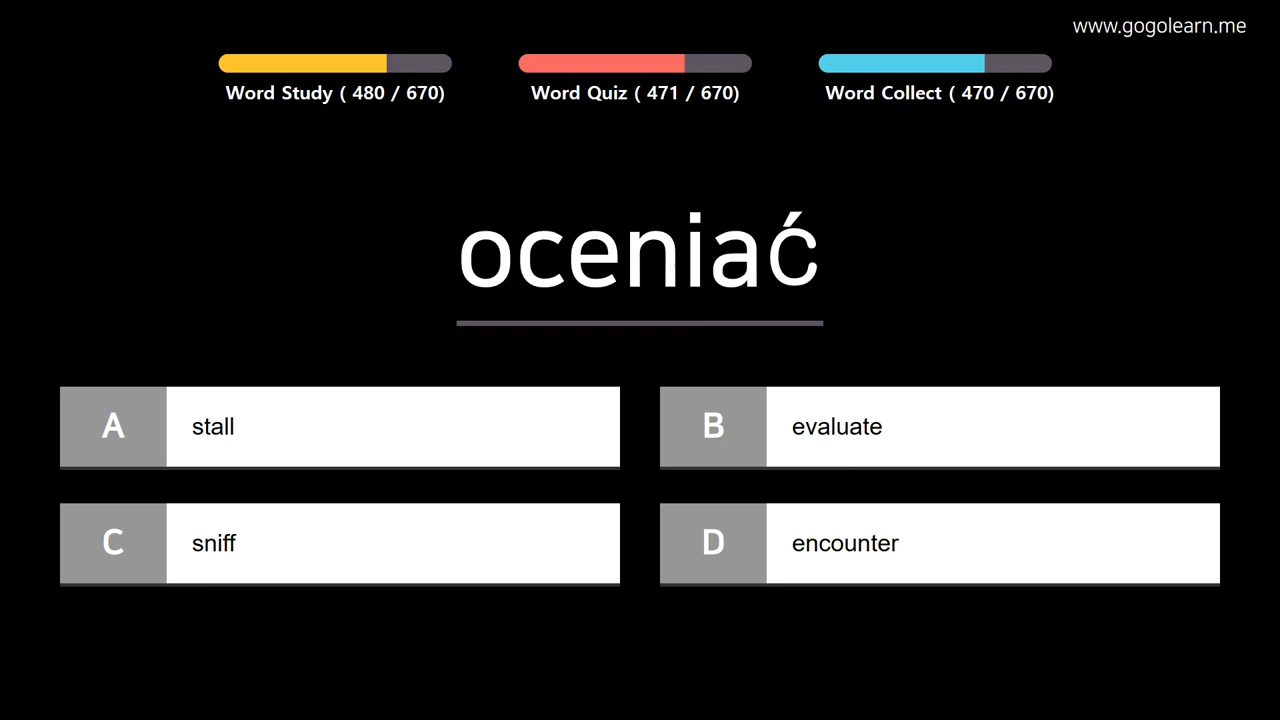 www.gogolearn.me
Word Study ( 480 / 670)
Word Quiz ( 471 / 670)
Word Collect ( 470 / 670)
oceniać
A stall
B evaluate
C sniff
D encounter